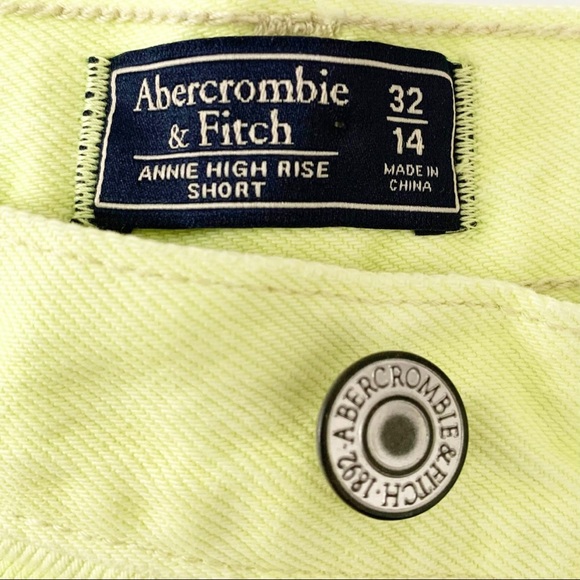 Abercrombie
& Fitch
ANNIE HIGH RISE
SHORT
32
14
MADE IN
CHINA
ABERCROMBIE & FITCH · 1892 ·